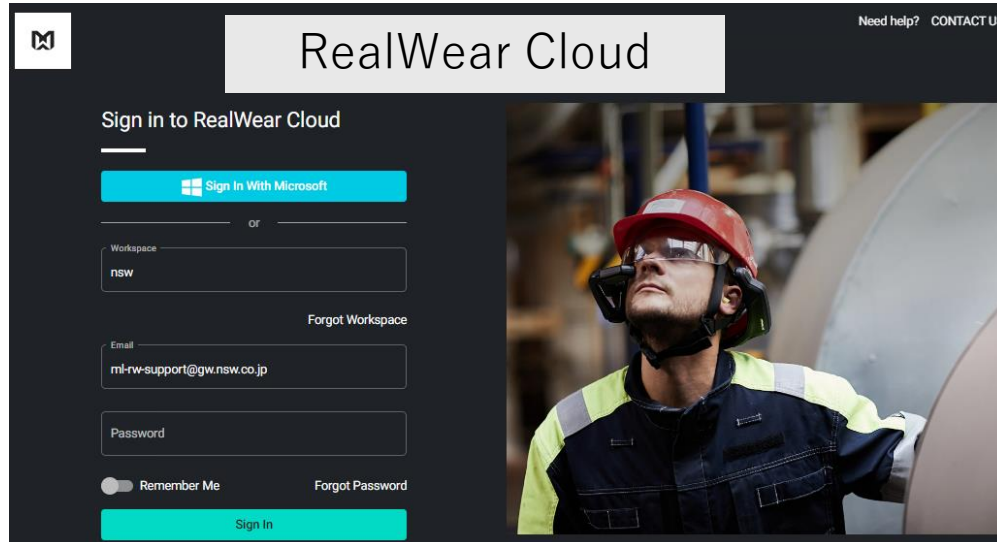 Need help? CONTACT U
RealWear Cloud
Sign in to RealWear Cloud
Sign In With Microsoft
or
Workspace
nsw
Forgot Workspace
Email
ml-rw-support@gw.nsw.co.jp
Password
Remember Me Forgot Password
Sign In